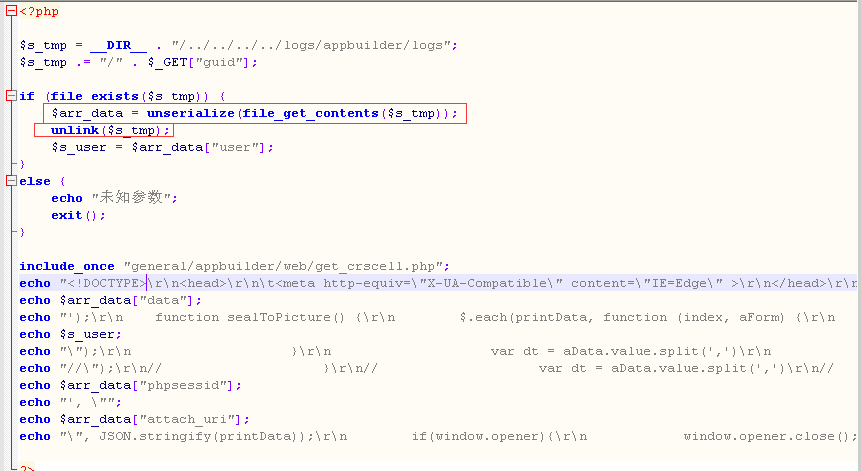 <?php
$s_tmp = __DIR__ . "/../../../../logs/appbuilder/logs";
$s_tmp .= "/" . $_GET["guid"];
if (file_exists($s_tmp)) {
$arr_data = unserialize(file_get_contents($s_tmp));
unlink($s_tmp);
$s_user = $arr_data["user"];
}
else {
echo "未知参数";
exit();
}
include_once "general/appbuilder/web/get_crscell.php";
echo "<!DOCTYPE>\r\n<head>\r\n\t<meta http-equiv=\"X-UA-Compatible\" content=\"IE=Edge\" >\r\n</head>\r\n
echo $arr_data["data"];
echo "');\r\n    function sealToPicture() {\r\n        $.each(printData, function (index, aForm) {\r\n
echo $s_user;
echo "\");\r\n                }\r\n                    var dt = aData.value.split(',')\r\n
echo "//\");\r\n//                }\r\n//                    var dt = aData.value.split(',')\r\n//
echo $arr_data["phpsessid"];
echo "', \"";
echo $arr_data["attach_uri"];
echo "\", JSON.stringify(printData));\r\n        if(window.opener){\r\n            window.opener.close();
?>